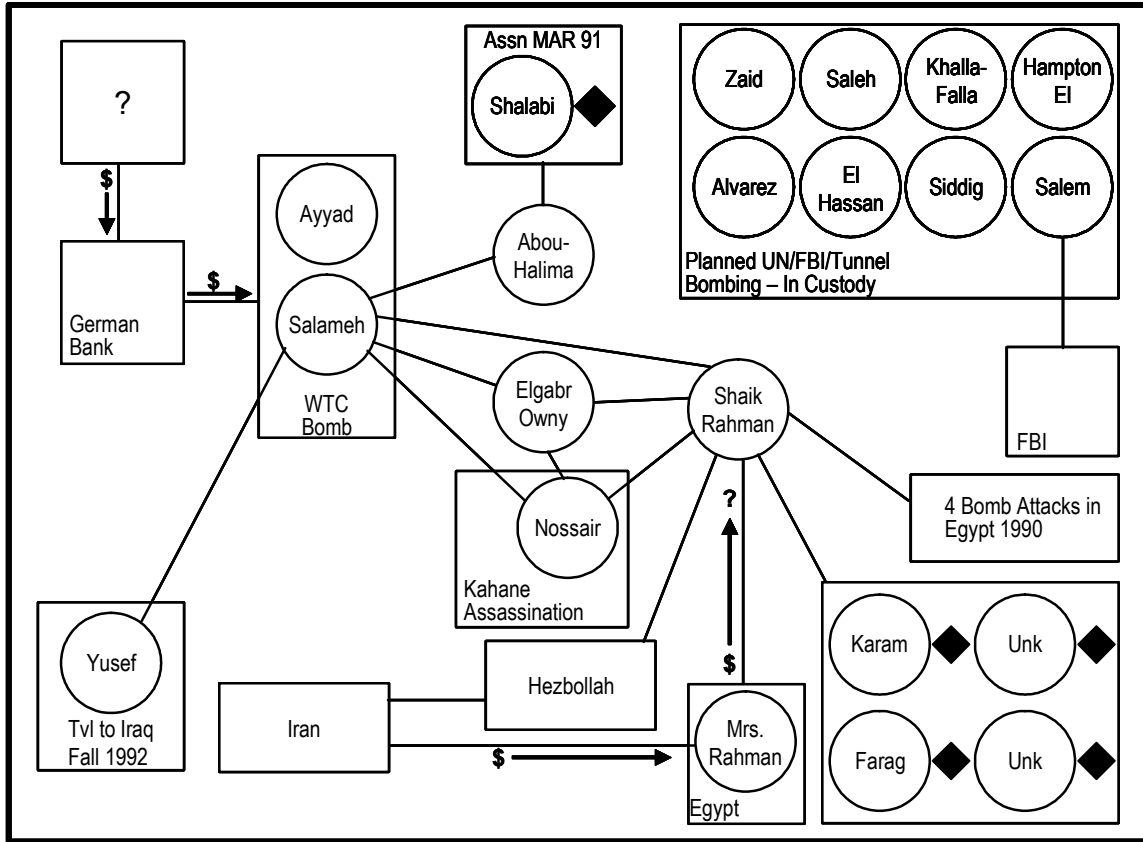 ?
$
German
Bank
$
Ayyad
Salameh
WTC
Bomb
Assn MAR 91
Shalabi
Abou-
Halima
Zaid
Saleh
Khalla-
Falla
Hampton
El
Alvarez
El
Hassan
Siddig
Salem
Planned UN/FBI/Tunnel
Bombing – In Custody
FBI
Elgabr
Owny
Shaik
Rahman
Nossair
Kahane
Assassination
?
$
4 Bomb Attacks in
Egypt 1990
Yusef
Tvl to Iraq
Fall 1992
Iran
Hezbollah
$
Mrs.
Rahman
Egypt
Karam
Unk
Farag
Unk